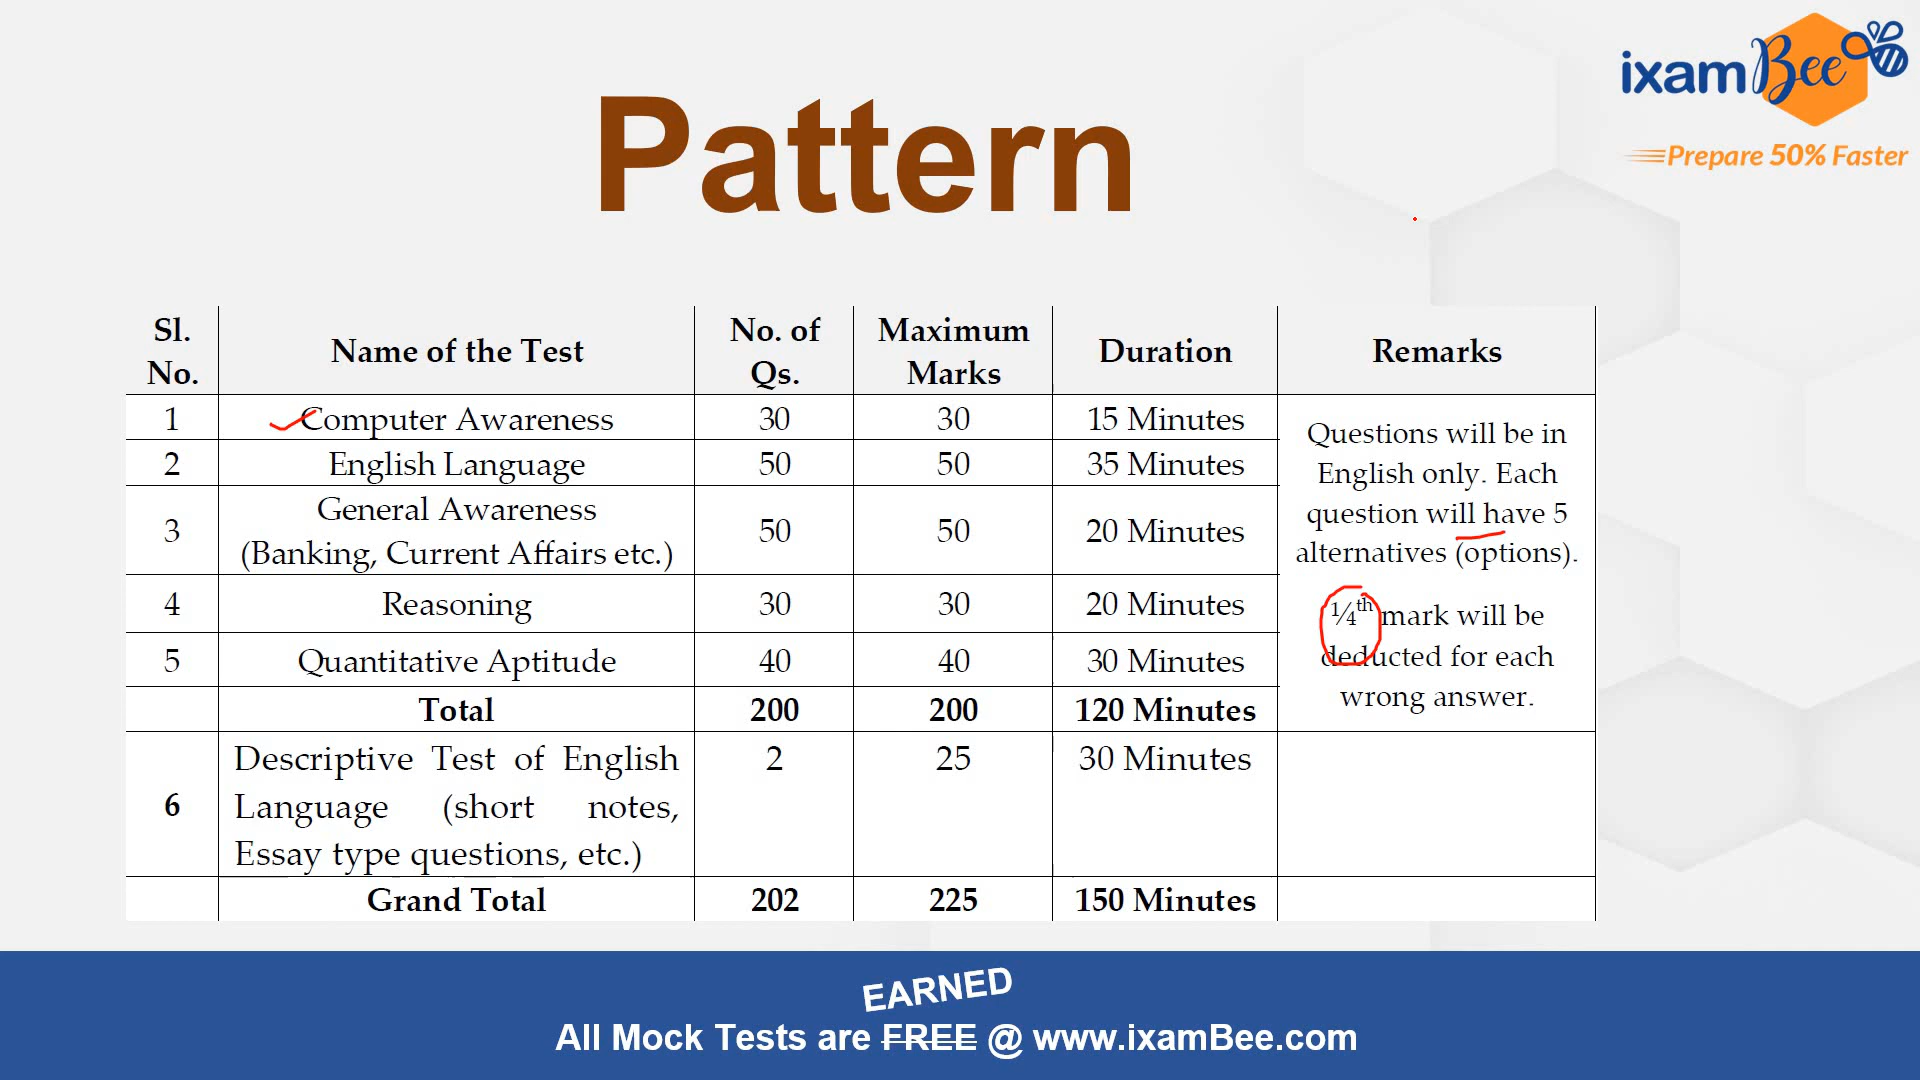 ixamBee
Prepare 50% Faster
Pattern
Sl. No. Name of the Test No. of Qs. Maximum Marks Duration Remarks
1 Computer Awareness 30 30 15 Minutes
2 English Language 50 50 35 Minutes
3 General Awareness (Banking, Current Affairs etc.) 50 50 20 Minutes
4 Reasoning 30 30 20 Minutes
5 Quantitative Aptitude 40 40 30 Minutes
Total 200 200 120 Minutes
Questions will be in
English only. Each
question will have 5
alternatives (options).
¼th mark will be
deducted for each
wrong answer.
6 Descriptive Test of English 2 25 30 Minutes
Language (short notes,
Essay type questions, etc.)
Grand Total 202 225 150 Minutes
EARNED
All Mock Tests are FREE @ www.ixamBee.com